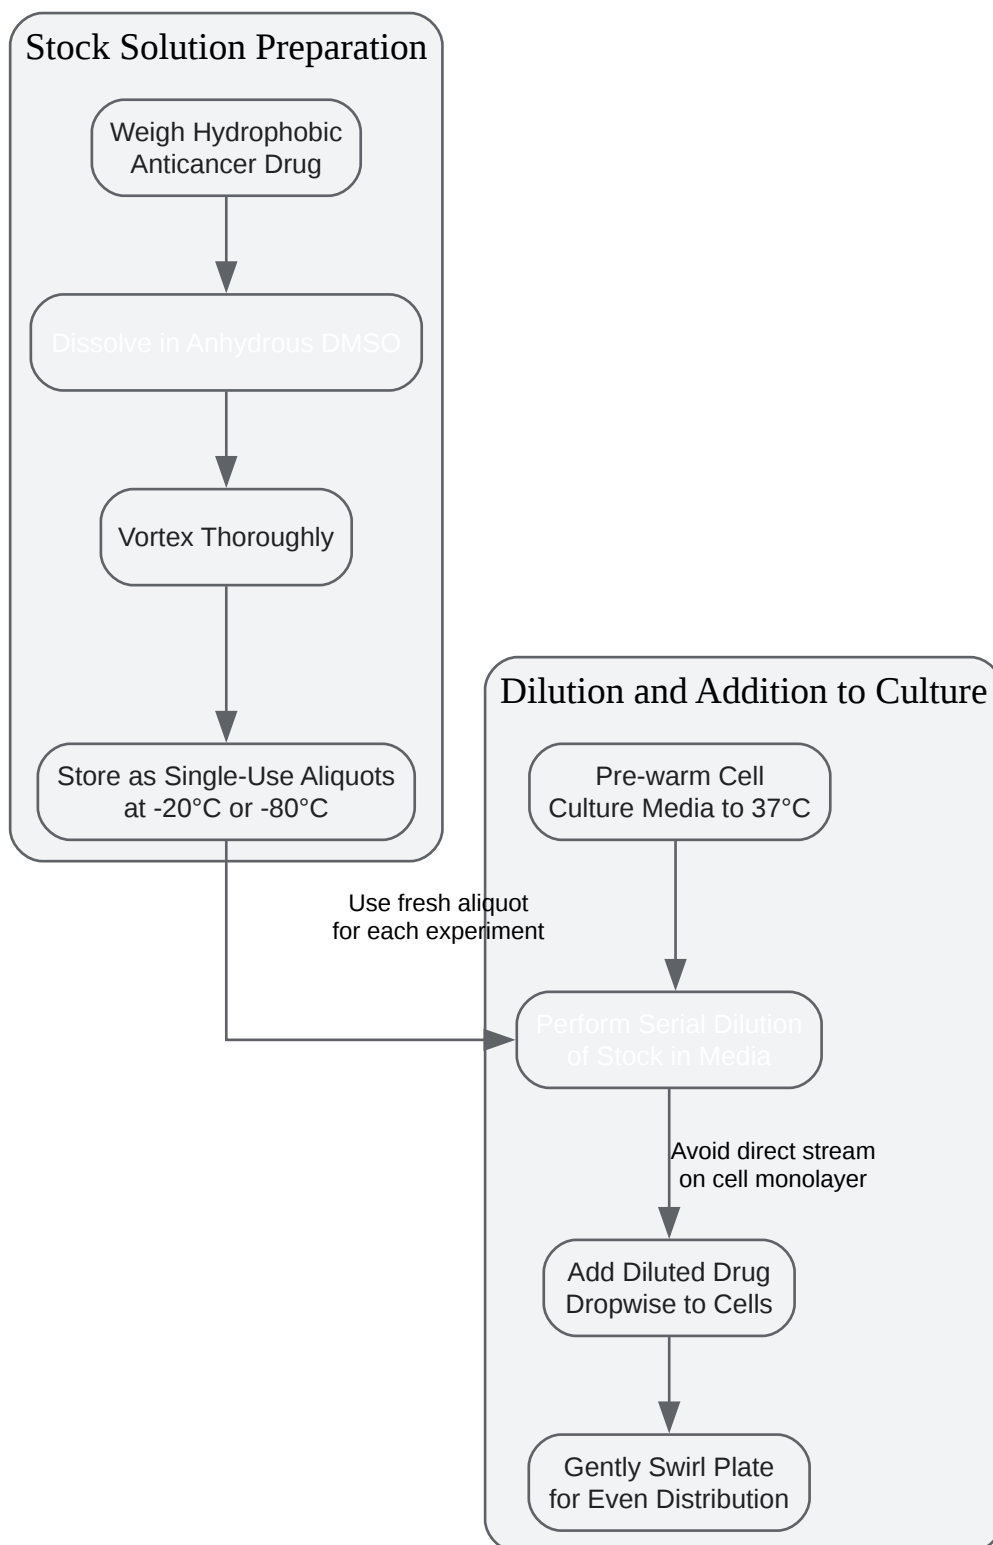 Stock Solution Preparation
Weigh Hydrophobic
Anticancer Drug
Dissolve in Anhydrous DMSO
Vortex Thoroughly
Store as Single-Use Aliquots
at -20°C or -80°C
Use fresh aliquot
for each experiment
Dilution and Addition to Culture
Pre-warm Cell
Culture Media to 37°C
Perform Serial Dilution
of Stock in Media
Avoid direct stream
on cell monolayer
Add Diluted Drug
Dropwise to Cells
Gently Swirl Plate
for Even Distribution